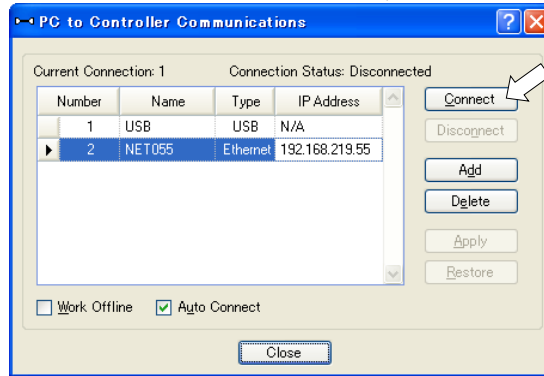 PC to Controller Communications
Current Connection: 1 Connection Status: Disconnected
Number Name Type IP Address
1 USB USB N/A
2 NET055 Ethernet 192.168.219.55
Connect
Disconnect
Add
Delete
Apply
Restore
Work Offline Auto Connect
Close